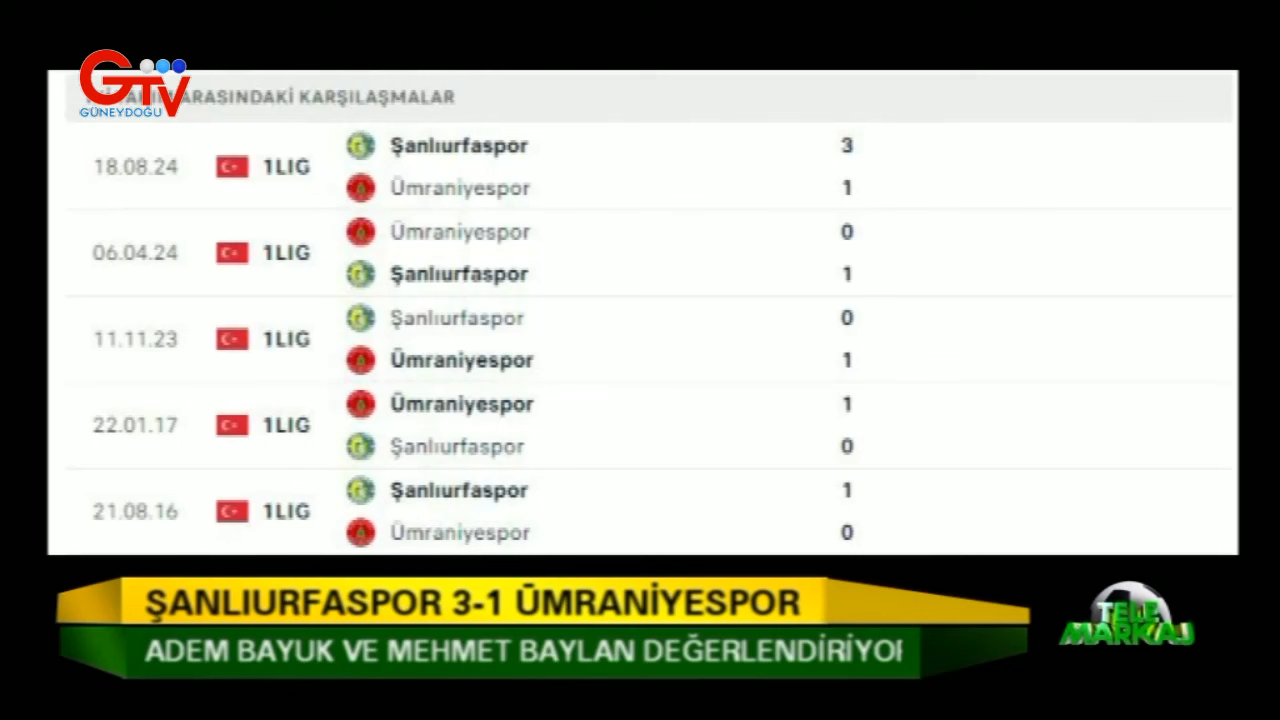 GTV
GÜNEYDOĞU
ARASINDAKİ KARŞILAŞMALAR
18.08.24 1LIG Şanlıurfaspor 3
Ümraniyespor 1
06.04.24 1LIG Ümraniyespor 0
Şanlıurfaspor 1
11.11.23 1LIG Şanlıurfaspor 0
Ümraniyespor 1
22.01.17 1LIG Ümraniyespor 1
Şanlıurfaspor 0
21.08.16 1LIG Şanlıurfaspor 1
Ümraniyespor 0
ŞANLIURFASPOR 3-1 ÜMRANİYESPOR
ADEM BAYUK VE MEHMET BAYLAN DEĞERLENDİRİYOR
TELE
MARKAJ